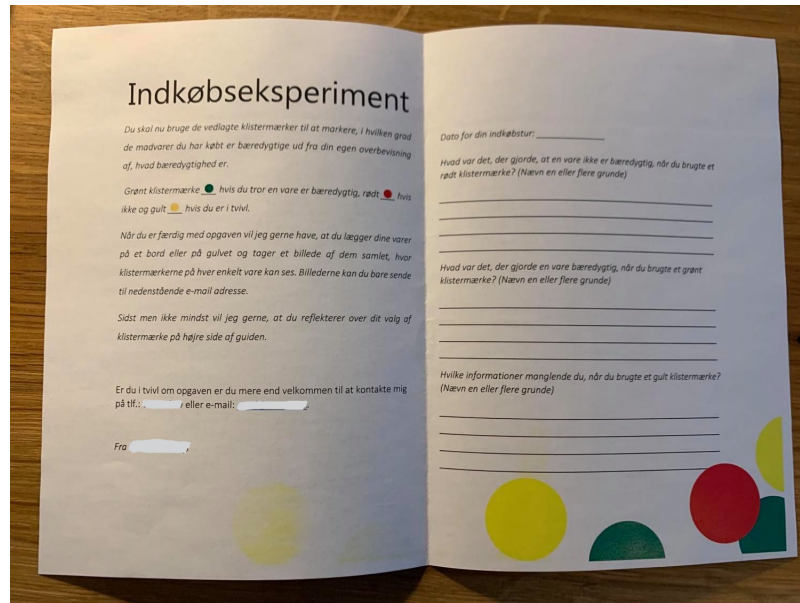 Indkøbseksperiment
Du skal nu bruge de vedlagte klistermærker til at markere, i hvilken grad
de madvarer du har købt er bæredygtige ud fra din egen overbevisning
af, hvad bæredygtighed er.
Grønt klistermærke hvis du tror en vare er bæredygtig, rødt hvis
ikke og gult hvis du er i tvivl.
Når du er færdig med opgaven vil jeg gerne have, at du lægger dine varer
på et bord eller på gulvet og tager et billede af dem samlet, hvor
klistermærkerne på hver enkelt vare kan ses. Billederne kan du bare sende
til nedenstående e-mail adresse.
Sidst men ikke mindst vil jeg gerne, at du reflekterer over dit valg af
klistermærke på højre side af guiden.
Er du i tvivl om opgaven er du mere end velkommen til at kontakte mig
på tlf.: eller e-mail: .
Fra ,
Dato for din indkøbstur:
Hvad var det, der gjorde, at en vare ikke er bæredygtig, når du brugte et
rødt klistermærke? (Nævn en eller flere grunde)
Hvad var det, der gjorde en vare bæredygtig, når du brugte et grønt
klistermærke? (Nævn en eller flere grunde)
Hvilke informationer manglende du, når du brugte et gult klistermærke?
(Nævn en eller flere grunde)